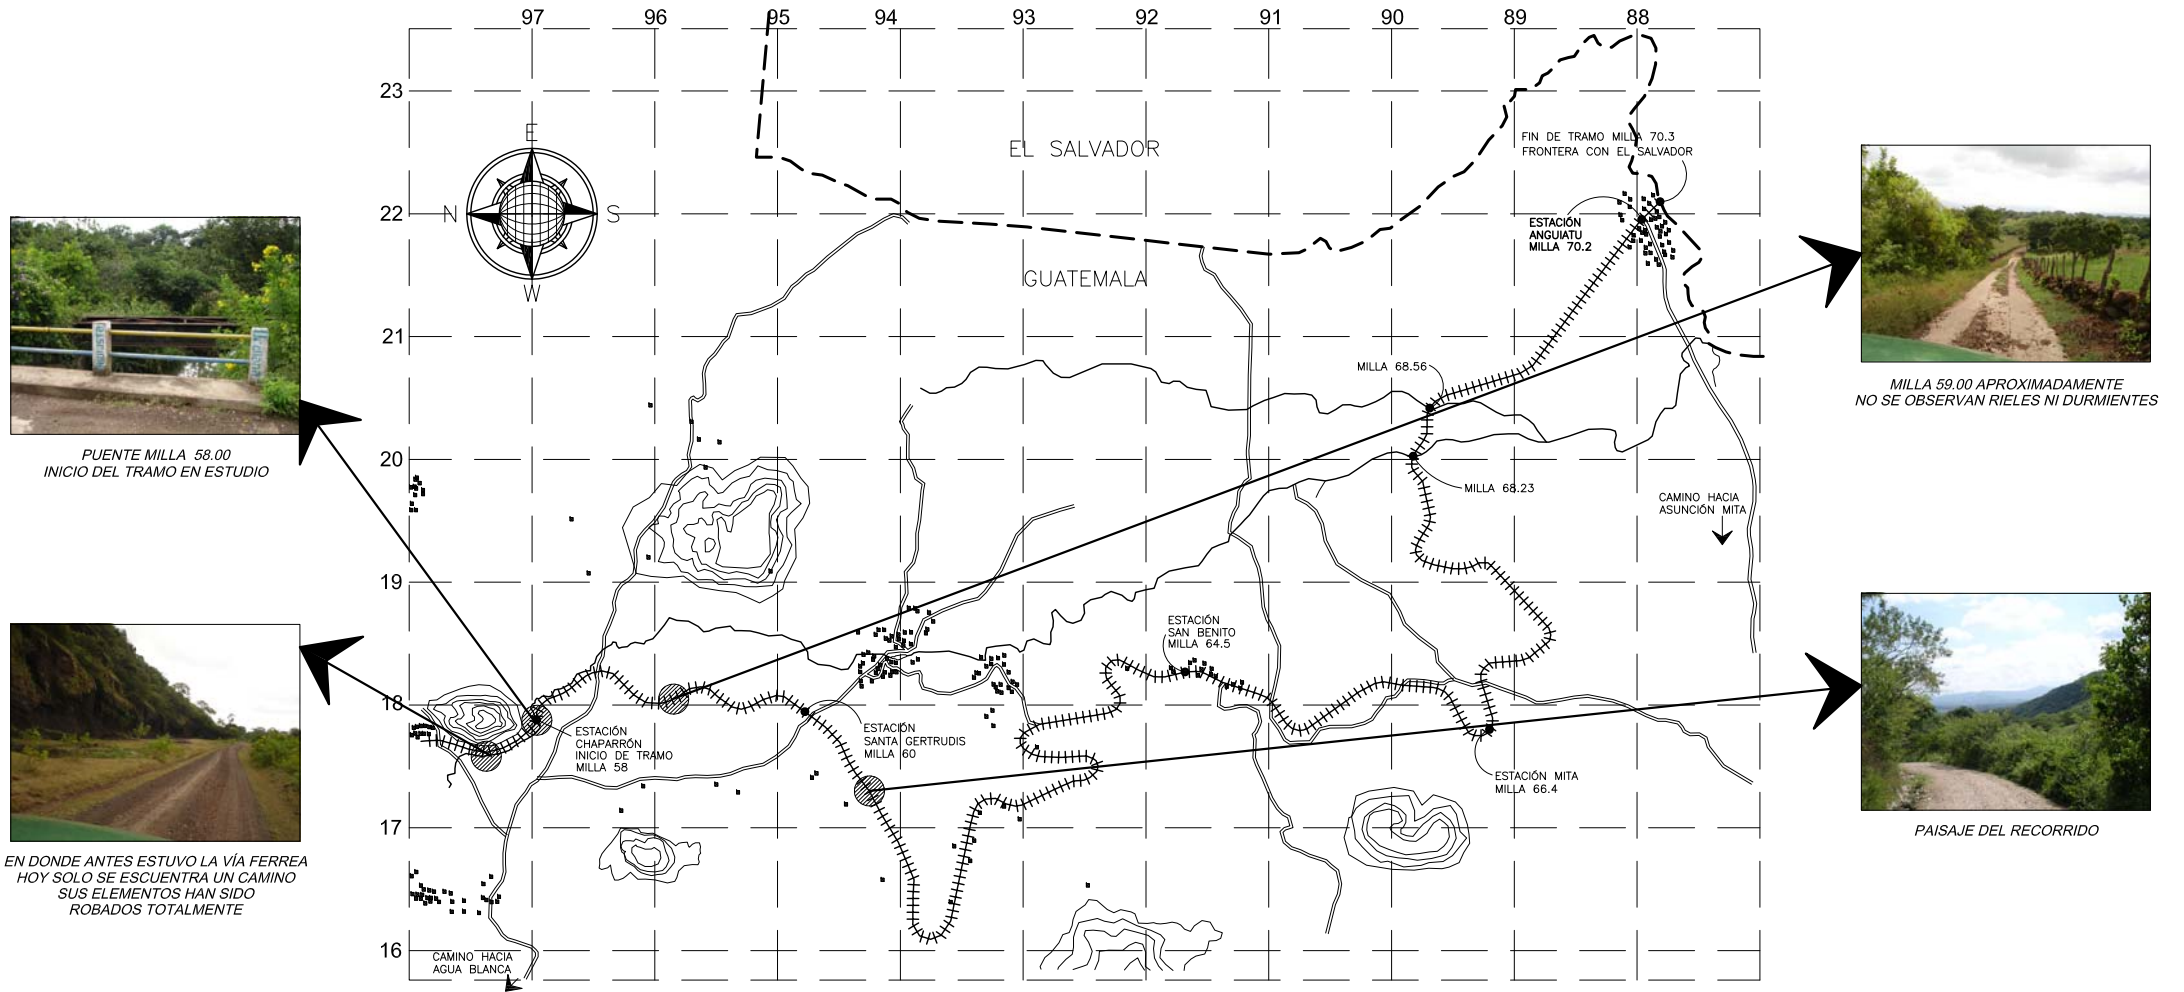 97 96 95 94 93 92 91 90 89 88
23
22
21
20
19
18
17
16
E
N S
W
EL SALVADOR
GUATEMALA
FIN DE TRAMO MILLA 70.3
FRONTERA CON EL SALVADOR
ESTACIÓN
ANGUIATU
MILLA 70.2
MILLA 68.56
MILLA 68.23
CAMINO HACIA
ASUNCIÓN MITA
ESTACIÓN
SAN BENITO
MILLA 64.5
ESTACIÓN
CHAPARRÓN
INICIO DE TRAMO
MILLA 58
ESTACIÓN
SANTA GERTRUDIS
MILLA 60
ESTACIÓN MITA
MILLA 66.4
CAMINO HACIA
AGUA BLANCA
PUENTE MILLA 58.00
INICIO DEL TRAMO EN ESTUDIO
EN DONDE ANTES ESTUVO LA VÍA FERREA
HOY SOLO SE ESCUENTRA UN CAMINO
SUS ELEMENTOS HAN SIDO
ROBADOS TOTALMENTE
MILLA 59.00 APROXIMADAMENTE
NO SE OBSERVAN RIELES NI DURMIENTES
PAISAJE DEL RECORRIDO